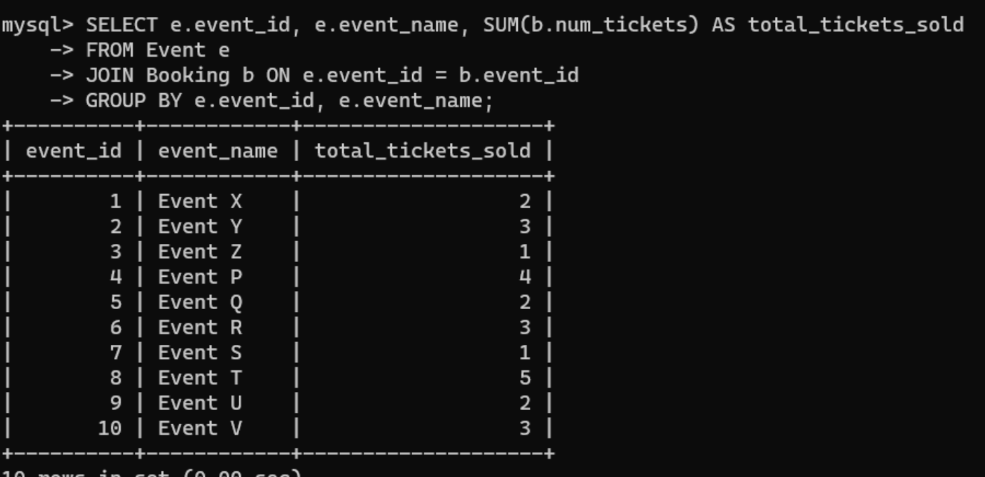 mysql> SELECT e.event_id, e.event_name, SUM(b.num_tickets) AS total_tickets_sold
    -> FROM Event e
    -> JOIN Booking b ON e.event_id = b.event_id
    -> GROUP BY e.event_id, e.event_name;
+----------+------------+--------------------+
| event_id | event_name | total_tickets_sold |
+----------+------------+--------------------+
|        1 | Event X    |                  2 |
|        2 | Event Y    |                  3 |
|        3 | Event Z    |                  1 |
|        4 | Event P    |                  4 |
|        5 | Event Q    |                  2 |
|        6 | Event R    |                  3 |
|        7 | Event S    |                  1 |
|        8 | Event T    |                  5 |
|        9 | Event U    |                  2 |
|       10 | Event V    |                  3 |
+----------+------------+--------------------+
10 rows in set (0.00 sec)